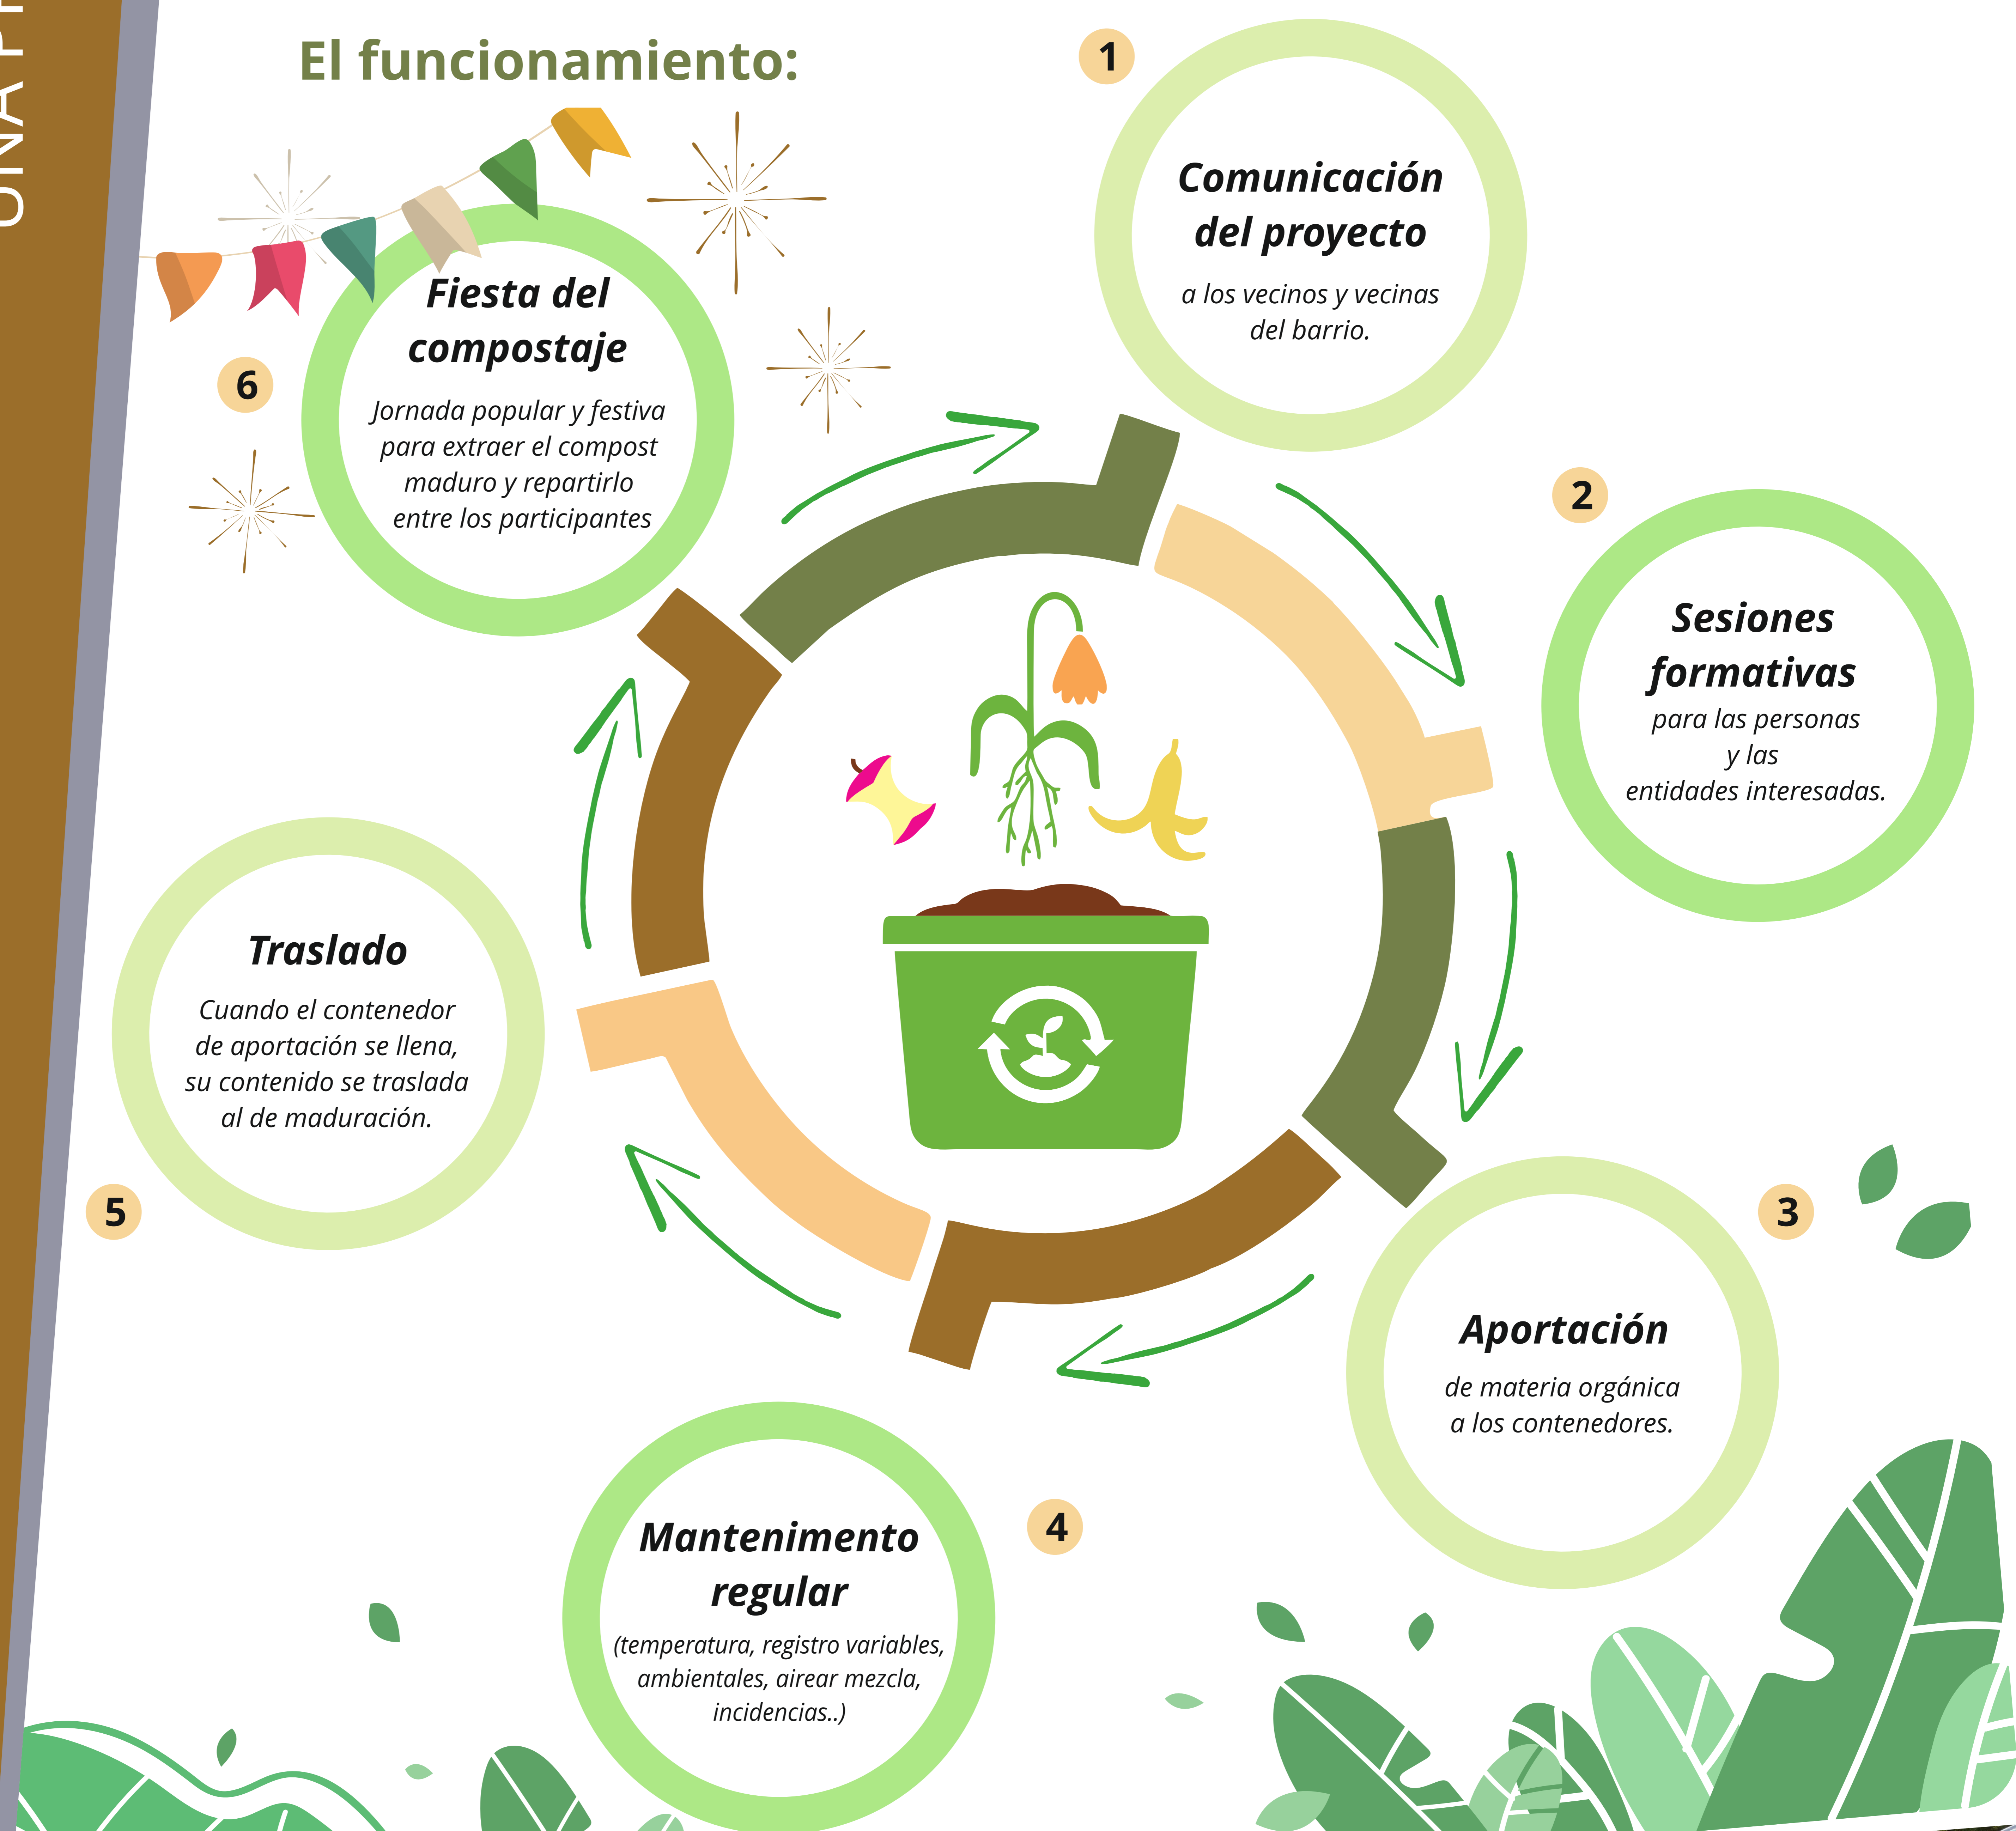 El funcionamiento:
1
Comunicación
del proyecto
a los vecinos y vecinas
del barrio.
2
Sesiones
formativas
para las personas
y las
entidades interesadas.
3
Aportación
de materia orgánica
a los contenedores.
4
Mantenimento
regular
(temperatura, registro variables,
ambientales, airear mezcla,
incidencias..)
5
Traslado
Cuando el contenedor
de aportación se llena,
su contenido se traslada
al de maduración.
6
Fiesta del
compostaje
Jornada popular y festiva
para extraer el compost
maduro y repartirlo
entre los participantes
UNA